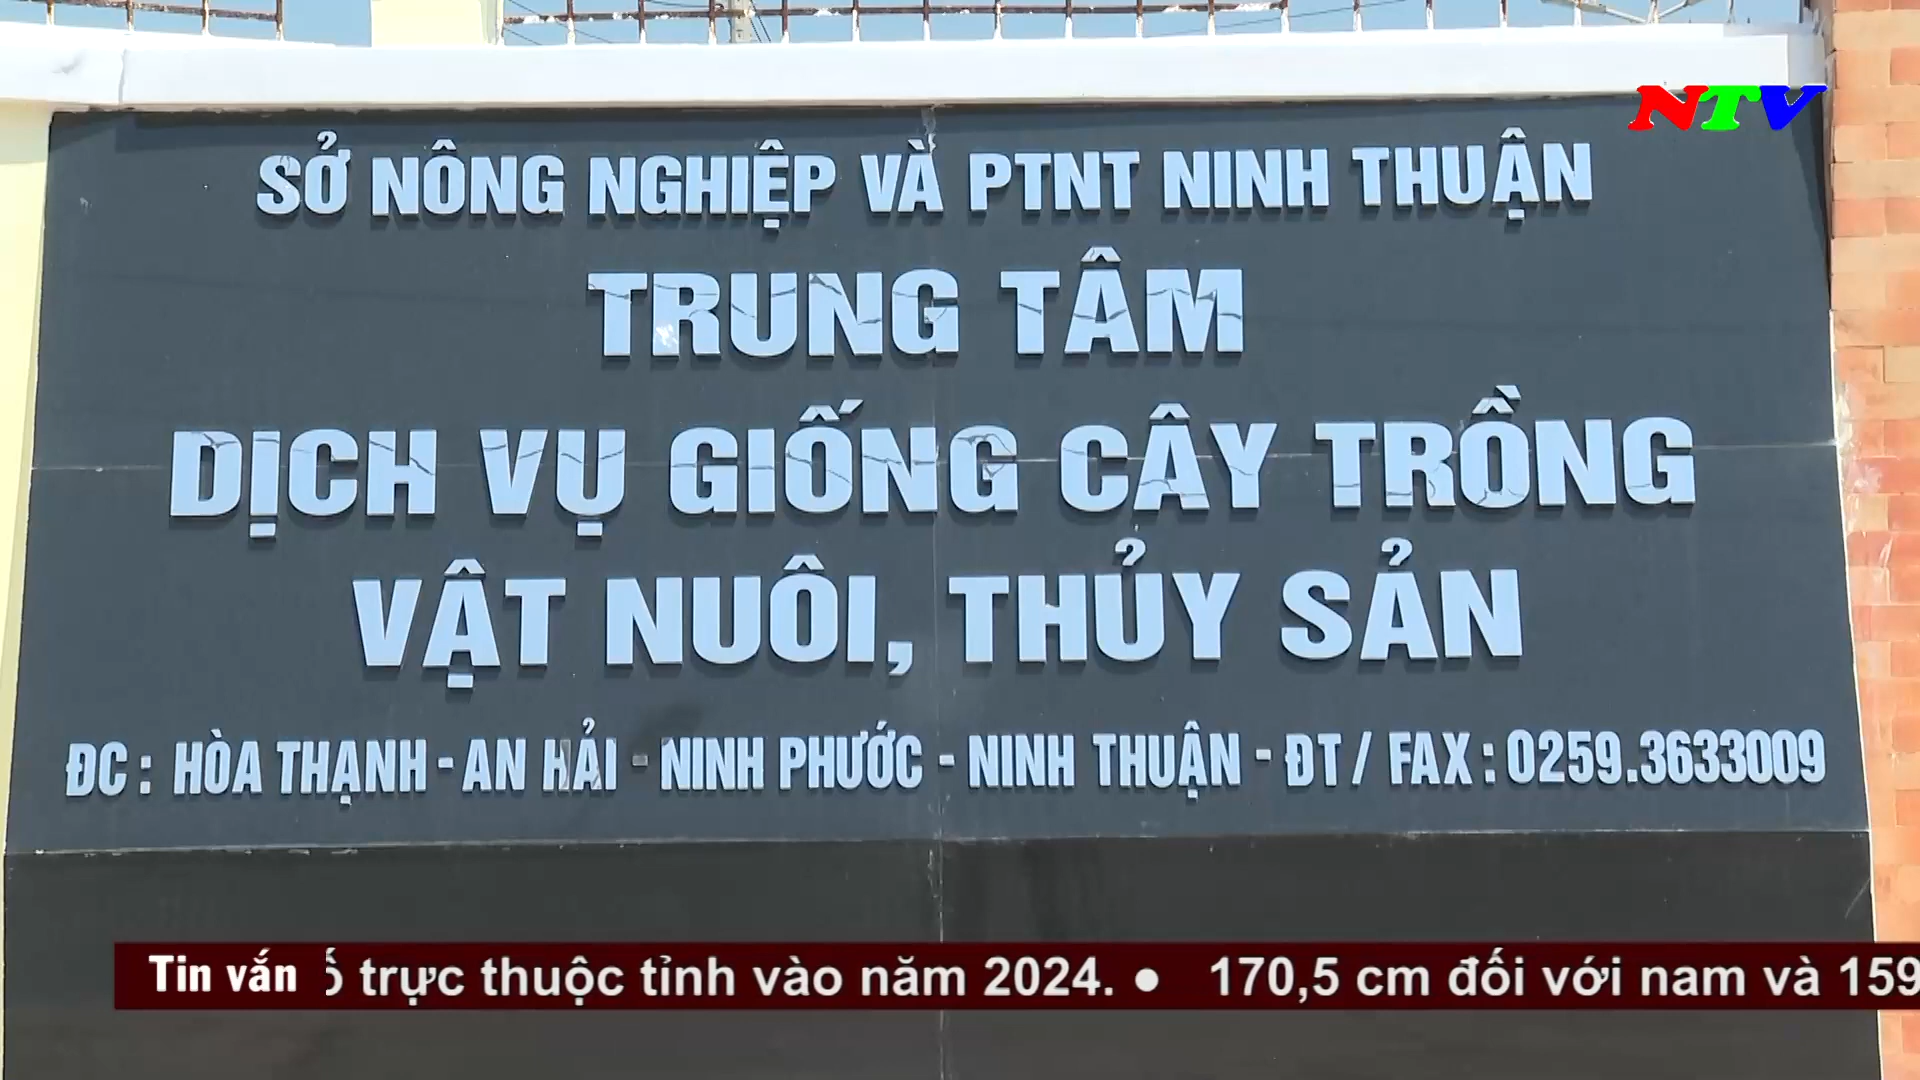 NTV
SỞ NÔNG NGHIỆP VÀ PTNT NINH THUẬN
TRUNG TÂM
DỊCH VỤ GIỐNG CÂY TRỒNG
VẬT NUÔI, THỦY SẢN
ĐC : HÒA THẠNH - AN HẢI - NINH PHƯỚC - NINH THUẬN - ĐT / FAX : 0259.3633009
Tin vắn trực thuộc tỉnh vào năm 2024. ● 170,5 cm đối với nam và 159